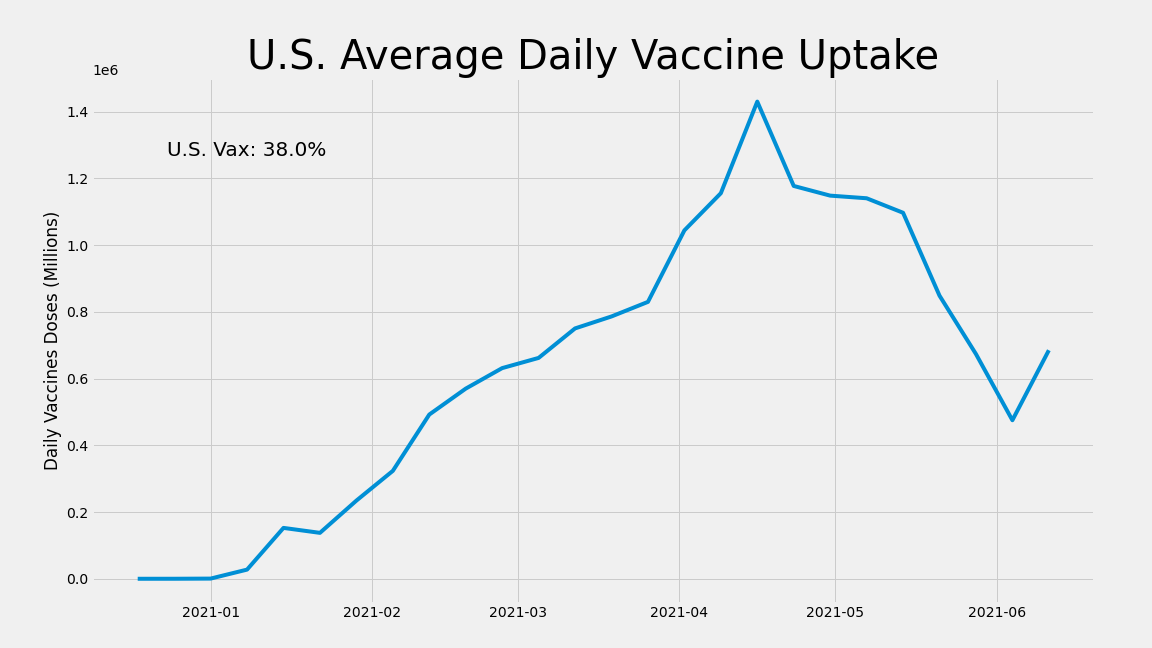 U.S. Average Daily Vaccine Uptake
1e6
1.4
U.S. Vax: 38.0%
1.2
1.0
0.8
0.6
0.4
0.2
0.0
Daily Vaccines Doses (Millions)
2021-01 2021-02 2021-03 2021-04 2021-05 2021-06